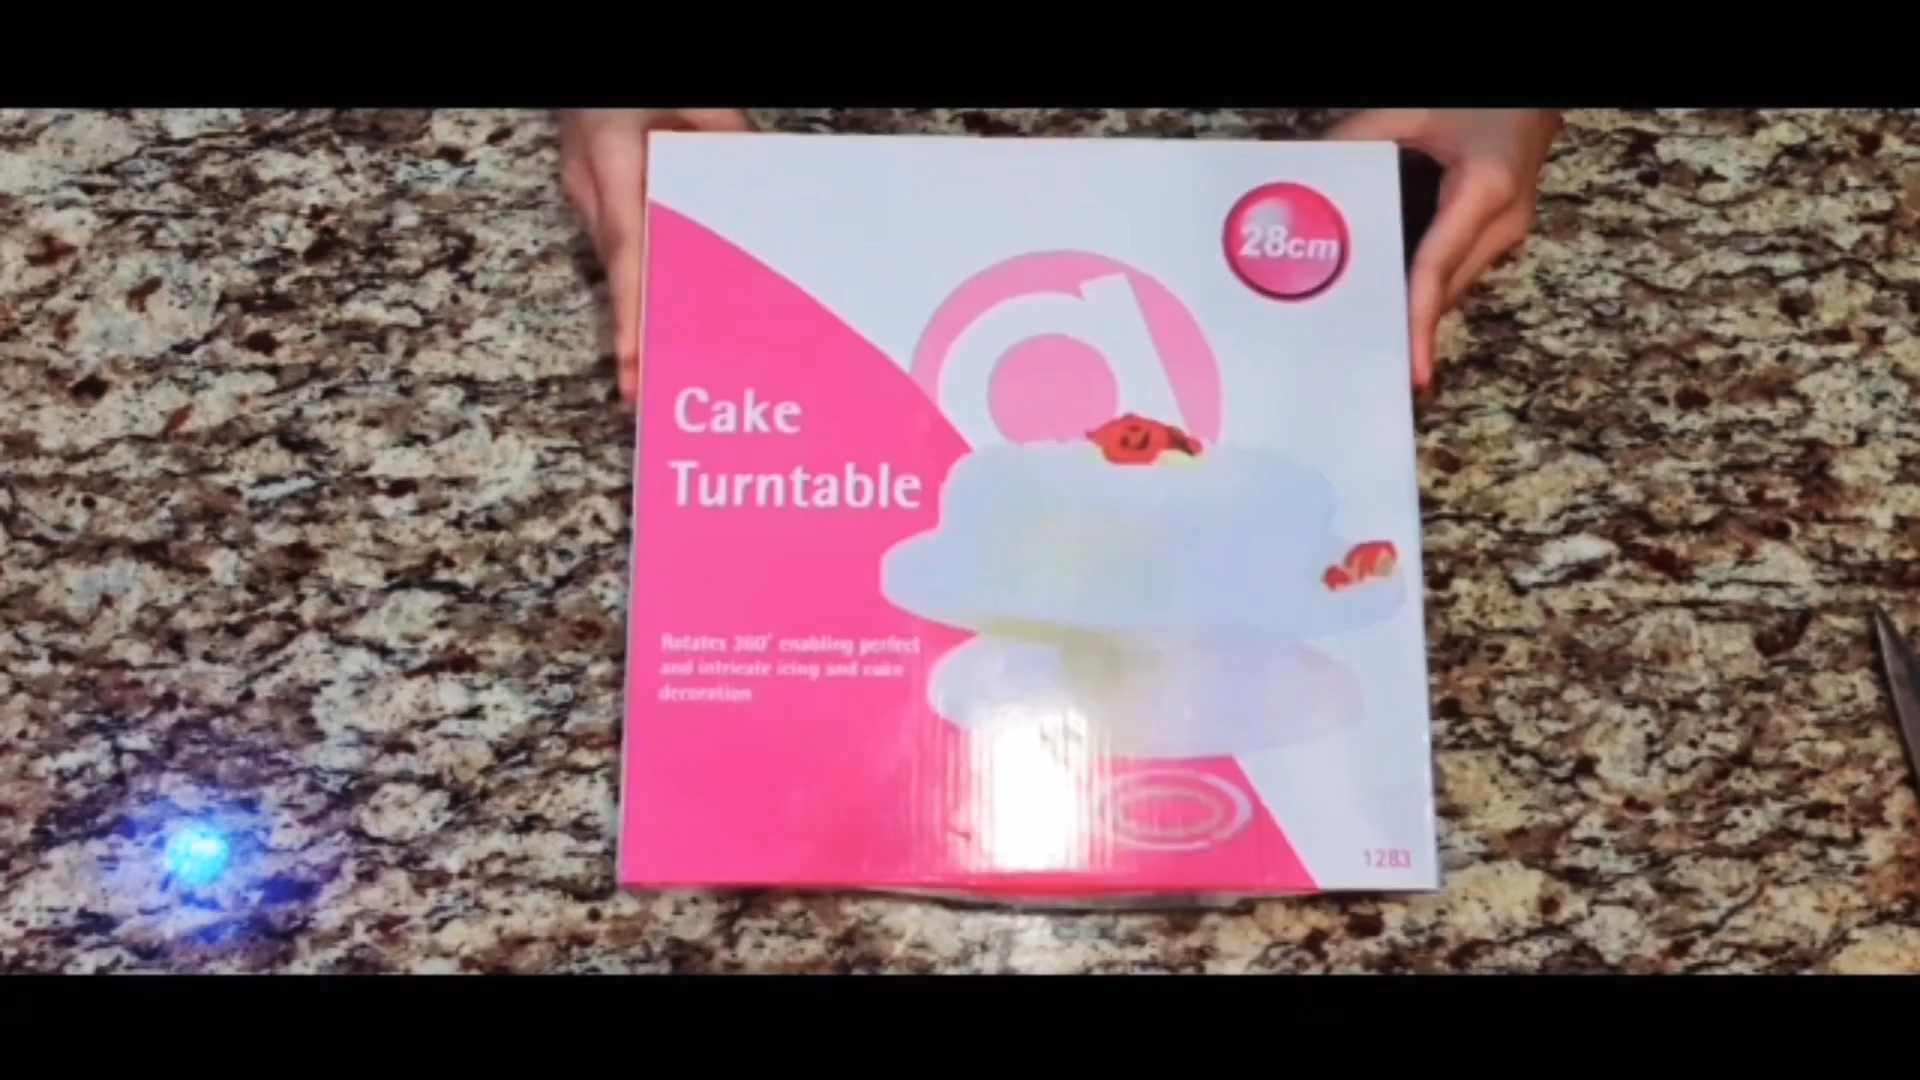 28cm
Cake
Turntable
Rotates 360° enabling perfect
and intricate icing and cake
decoration
1283